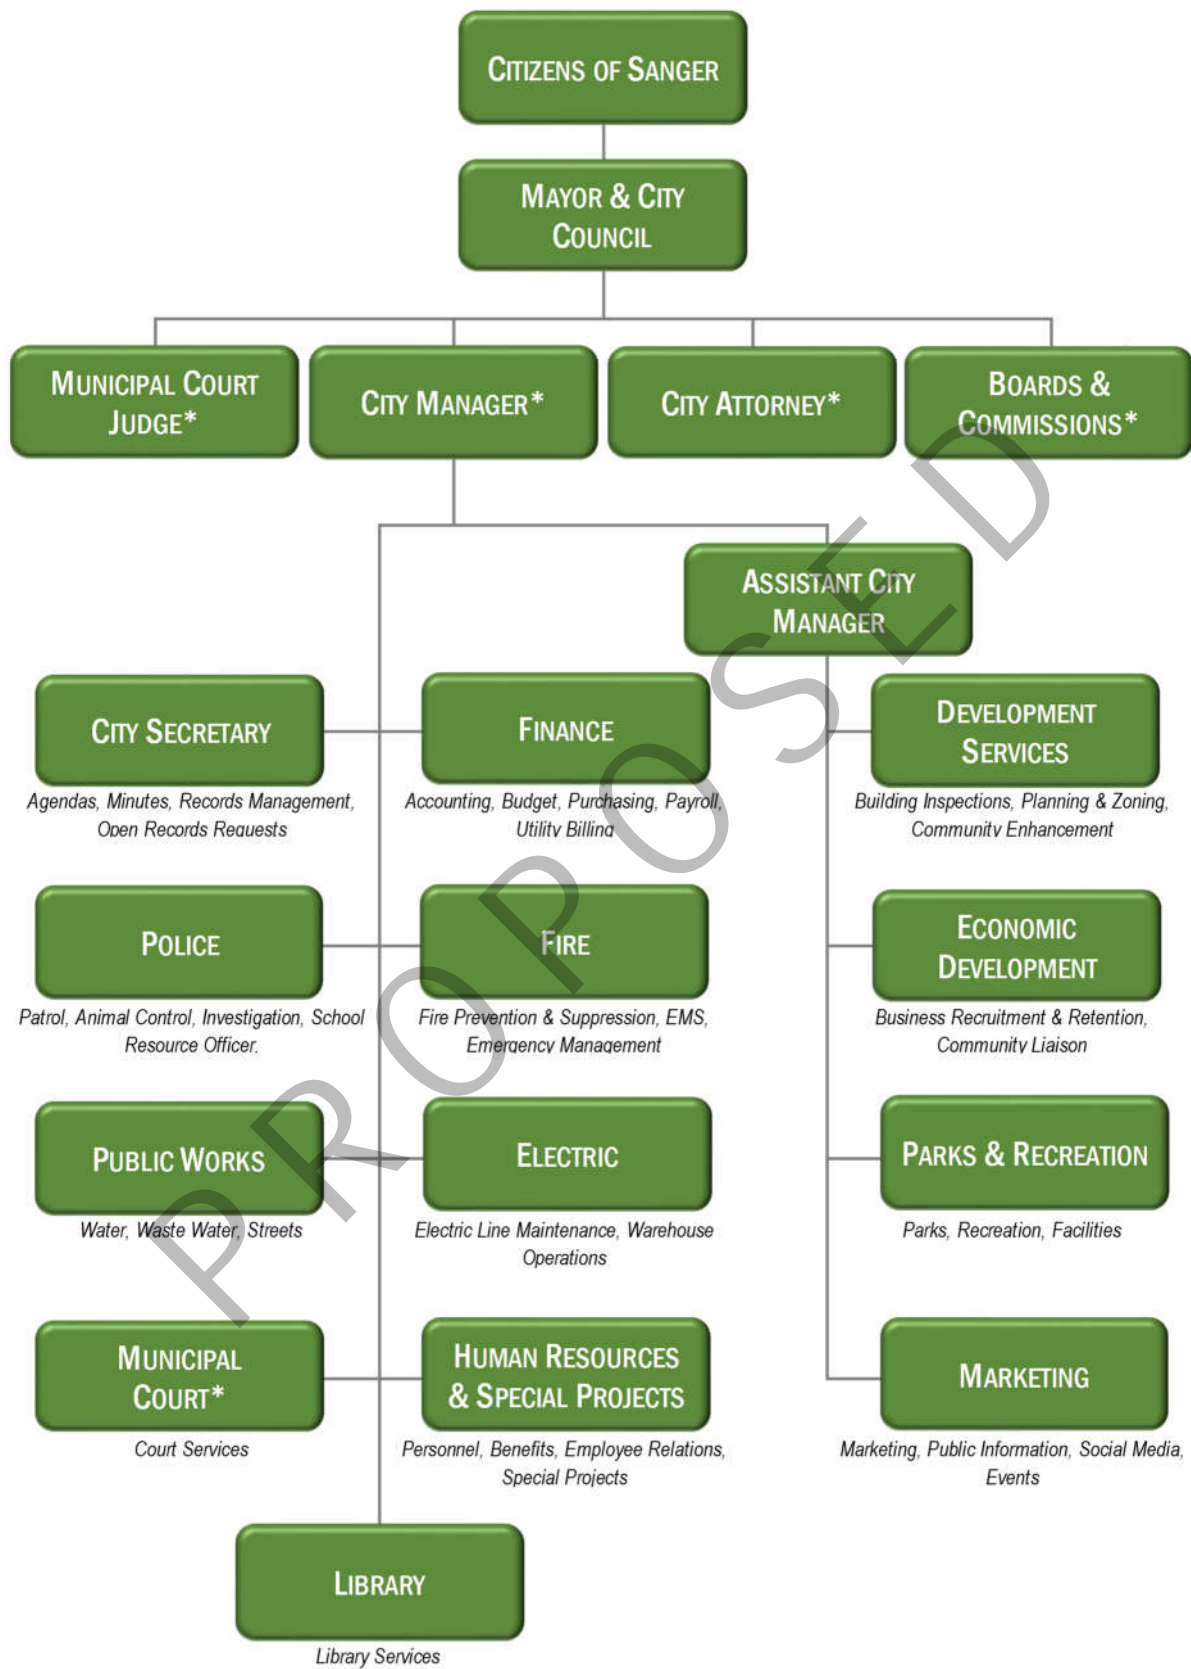 CITIZENS OF SANGER
MAYOR & CITY
COUNCIL
MUNICIPAL COURT
JUDGE*
CITY MANAGER*
CITY ATTORNEY*
BOARDS &
COMMISSIONS*
ASSISTANT CITY
MANAGER
CITY SECRETARY
Agendas, Minutes, Records Management,
Open Records Requests
FINANCE
Accounting, Budget, Purchasing, Payroll,
Utility Billing
DEVELOPMENT
SERVICES
Building Inspections, Planning & Zoning,
Community Enhancement
POLICE
Patrol, Animal Control, Investigation, School
Resource Officer.
FIRE
Fire Prevention & Suppression, EMS,
Emergency Management
ECONOMIC
DEVELOPMENT
Business Recruitment & Retention,
Community Liaison
PUBLIC WORKS
Water, Waste Water, Streets
ELECTRIC
Electric Line Maintenance, Warehouse
Operations
PARKS & RECREATION
Parks, Recreation, Facilities
MUNICIPAL
COURT*
Court Services
HUMAN RESOURCES
& SPECIAL PROJECTS
Personnel, Benefits, Employee Relations,
Special Projects
MARKETING
Marketing, Public Information, Social Media,
Events
LIBRARY
Library Services
PROPOSED